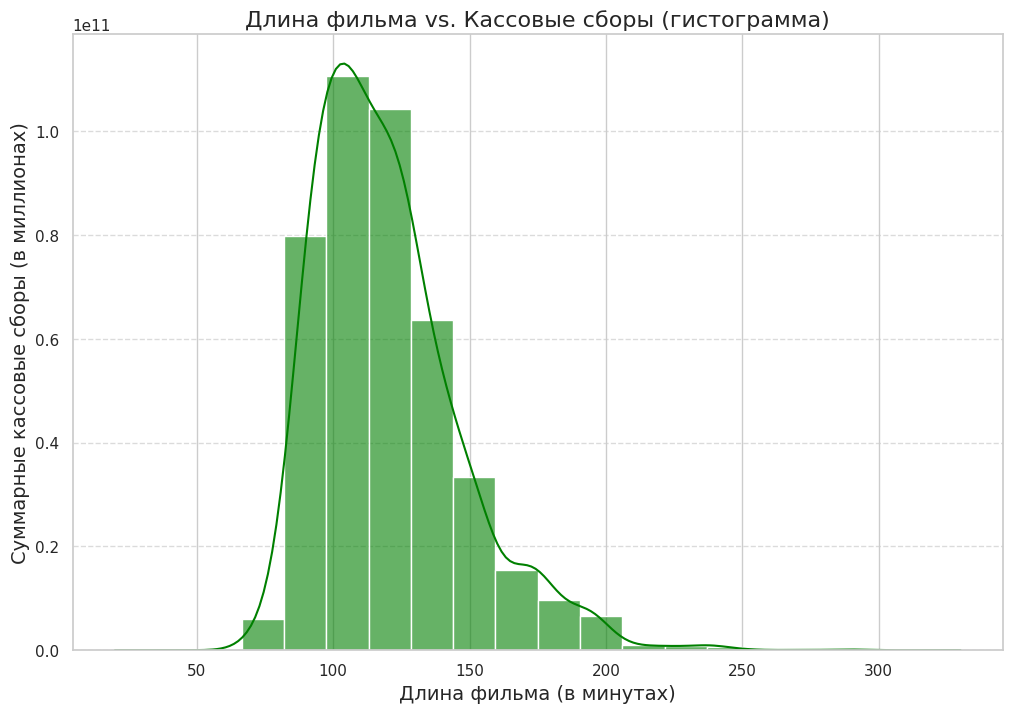 Длина фильма vs. Кассовые сборы (гистограмма)
1e11
Суммарные кассовые сборы (в миллионах)
1.0
0.8
0.6
0.4
0.2
0.0
50 100 150 200 250 300
Длина фильма (в минутах)